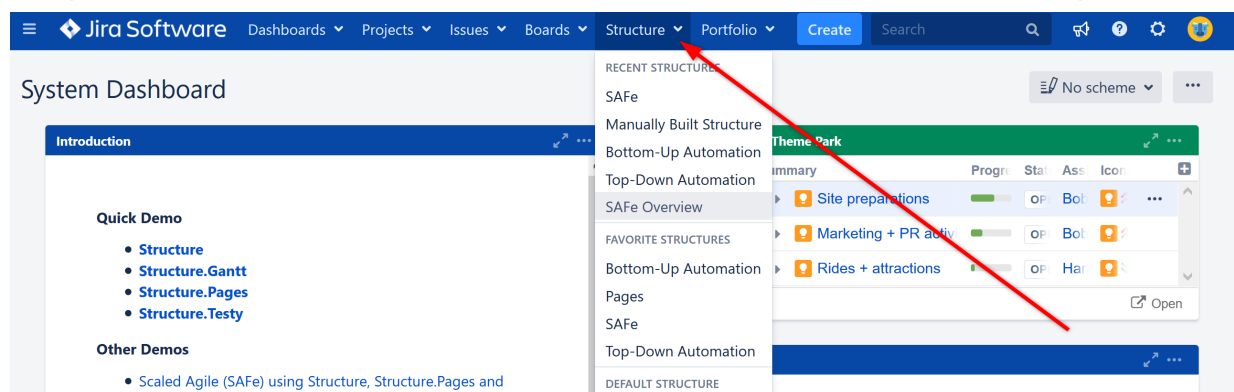 Jira Software Dashboards Projects Issues Boards Structure Portfolio Create Search
System Dashboard
No scheme
Introduction
Quick Demo
Structure
Structure.Gantt
Structure.Pages
Structure.Testy
Other Demos
Scaled Agile (SAFe) using Structure, Structure.Pages and
RECENT STRUCTURES
SAFe
Manually Built Structure
Bottom-Up Automation
Top-Down Automation
SAFe Overview
FAVORITE STRUCTURES
Bottom-Up Automation
Pages
SAFe
Top-Down Automation
DEFAULT STRUCTURE
Theme Park
ummary Progre Stat Ass Icon
Site preparations OP Bob
Marketing + PR activ OP Bob
Rides + attractions OP Har
Open